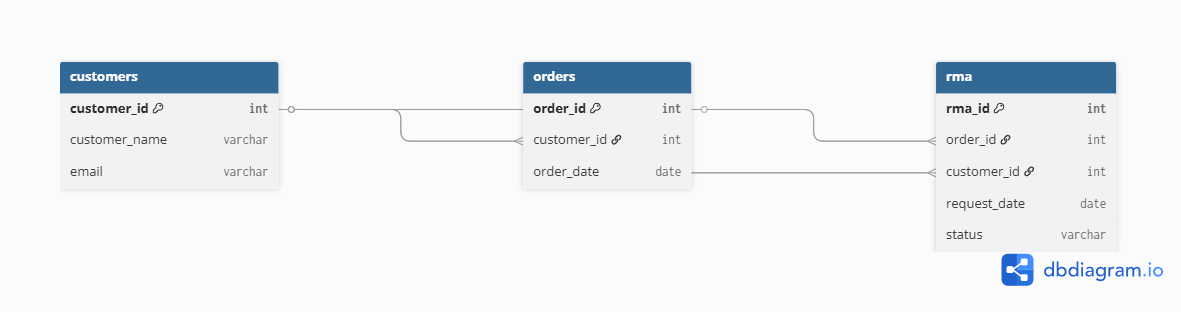 customers
customer_id int
customer_name varchar
email varchar
orders
order_id int
customer_id int
order_date date
rma
rma_id int
order_id int
customer_id int
request_date date
status varchar
dbdiagram.io